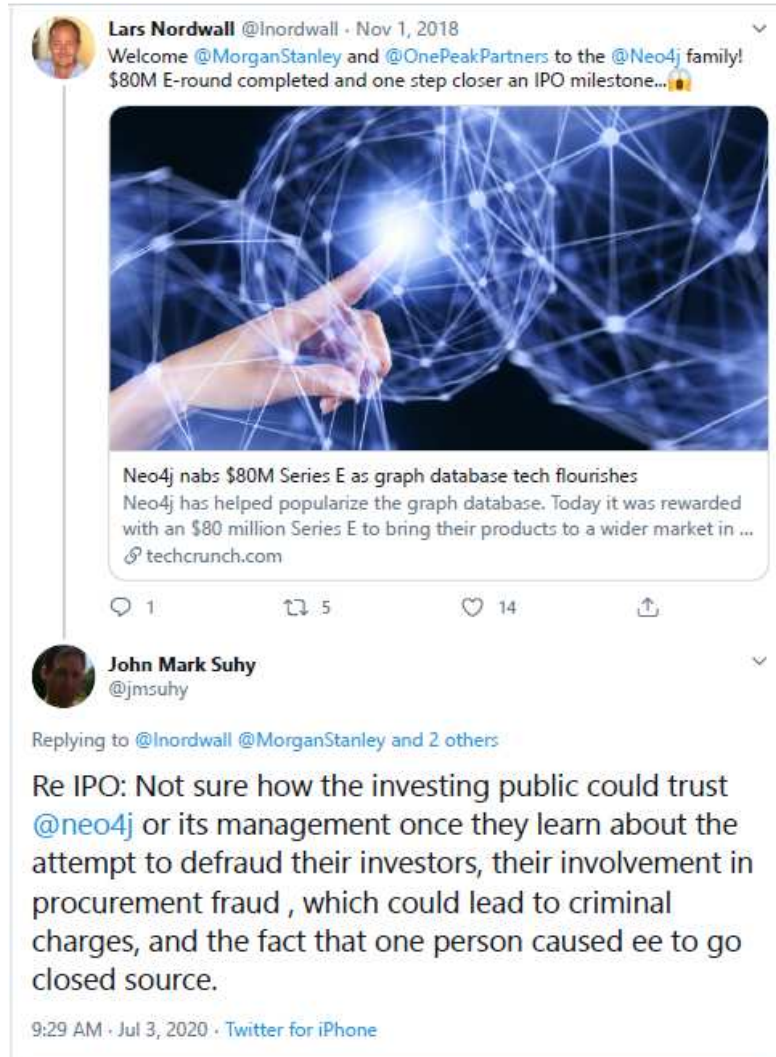 Lars Nordwall @lnordwall · Nov 1, 2018
Welcome @MorganStanley and @OnePeakPartners to the @Neo4j family!
$80M E-round completed and one step closer an IPO milestone...😱
Neo4j nabs $80M Series E as graph database tech flourishes
Neo4j has helped popularize the graph database. Today it was rewarded
with an $80 million Series E to bring their products to a wider market in ...
techcrunch.com
1 5 14
John Mark Suhy
@jmsuhy
Replying to @lnordwall @MorganStanley and 2 others
Re IPO: Not sure how the investing public could trust
@neo4j or its management once they learn about the
attempt to defraud their investors, their involvement in
procurement fraud , which could lead to criminal
charges, and the fact that one person caused ee to go
closed source.
9:29 AM · Jul 3, 2020 · Twitter for iPhone